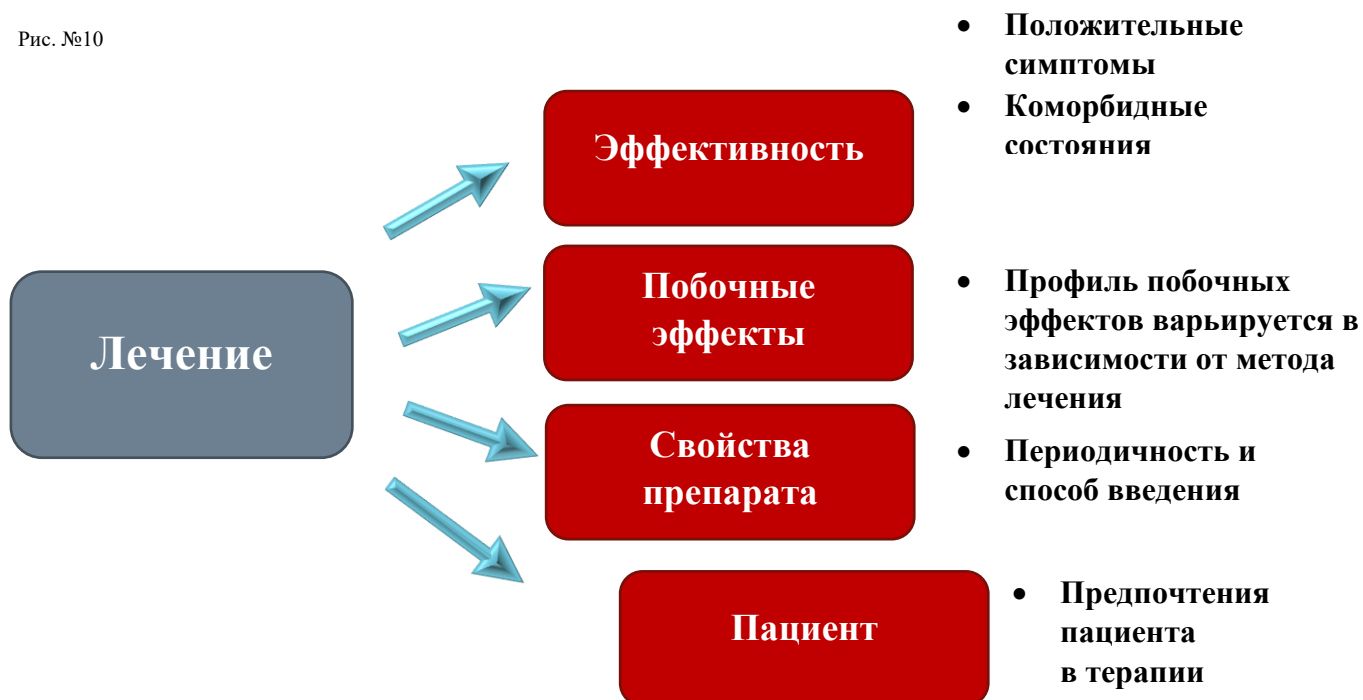 Рис. №10
• Положительные
симптомы
• Коморбидные
состояния
Эффективность
Лечение
Побочные
эффекты
• Профиль побочных
эффектов варьируется в
зависимости от метода
лечения
Свойства
препарата
• Периодичность и
способ введения
Пациент
• Предпочтения
пациента
в терапии